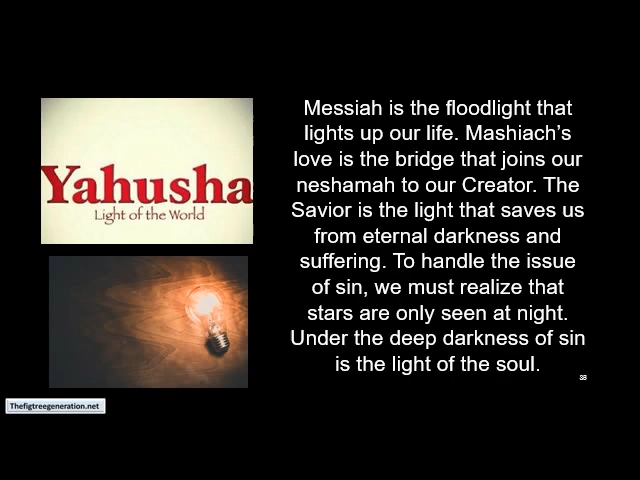 Yahusha
Light of the World
Messiah is the floodlight that
lights up our life. Mashiach’s
love is the bridge that joins our
neshamah to our Creator. The
Savior is the light that saves us
from eternal darkness and
suffering. To handle the issue
of sin, we must realize that
stars are only seen at night.
Under the deep darkness of sin
is the light of the soul.
38
Thefigtreegeneration.net